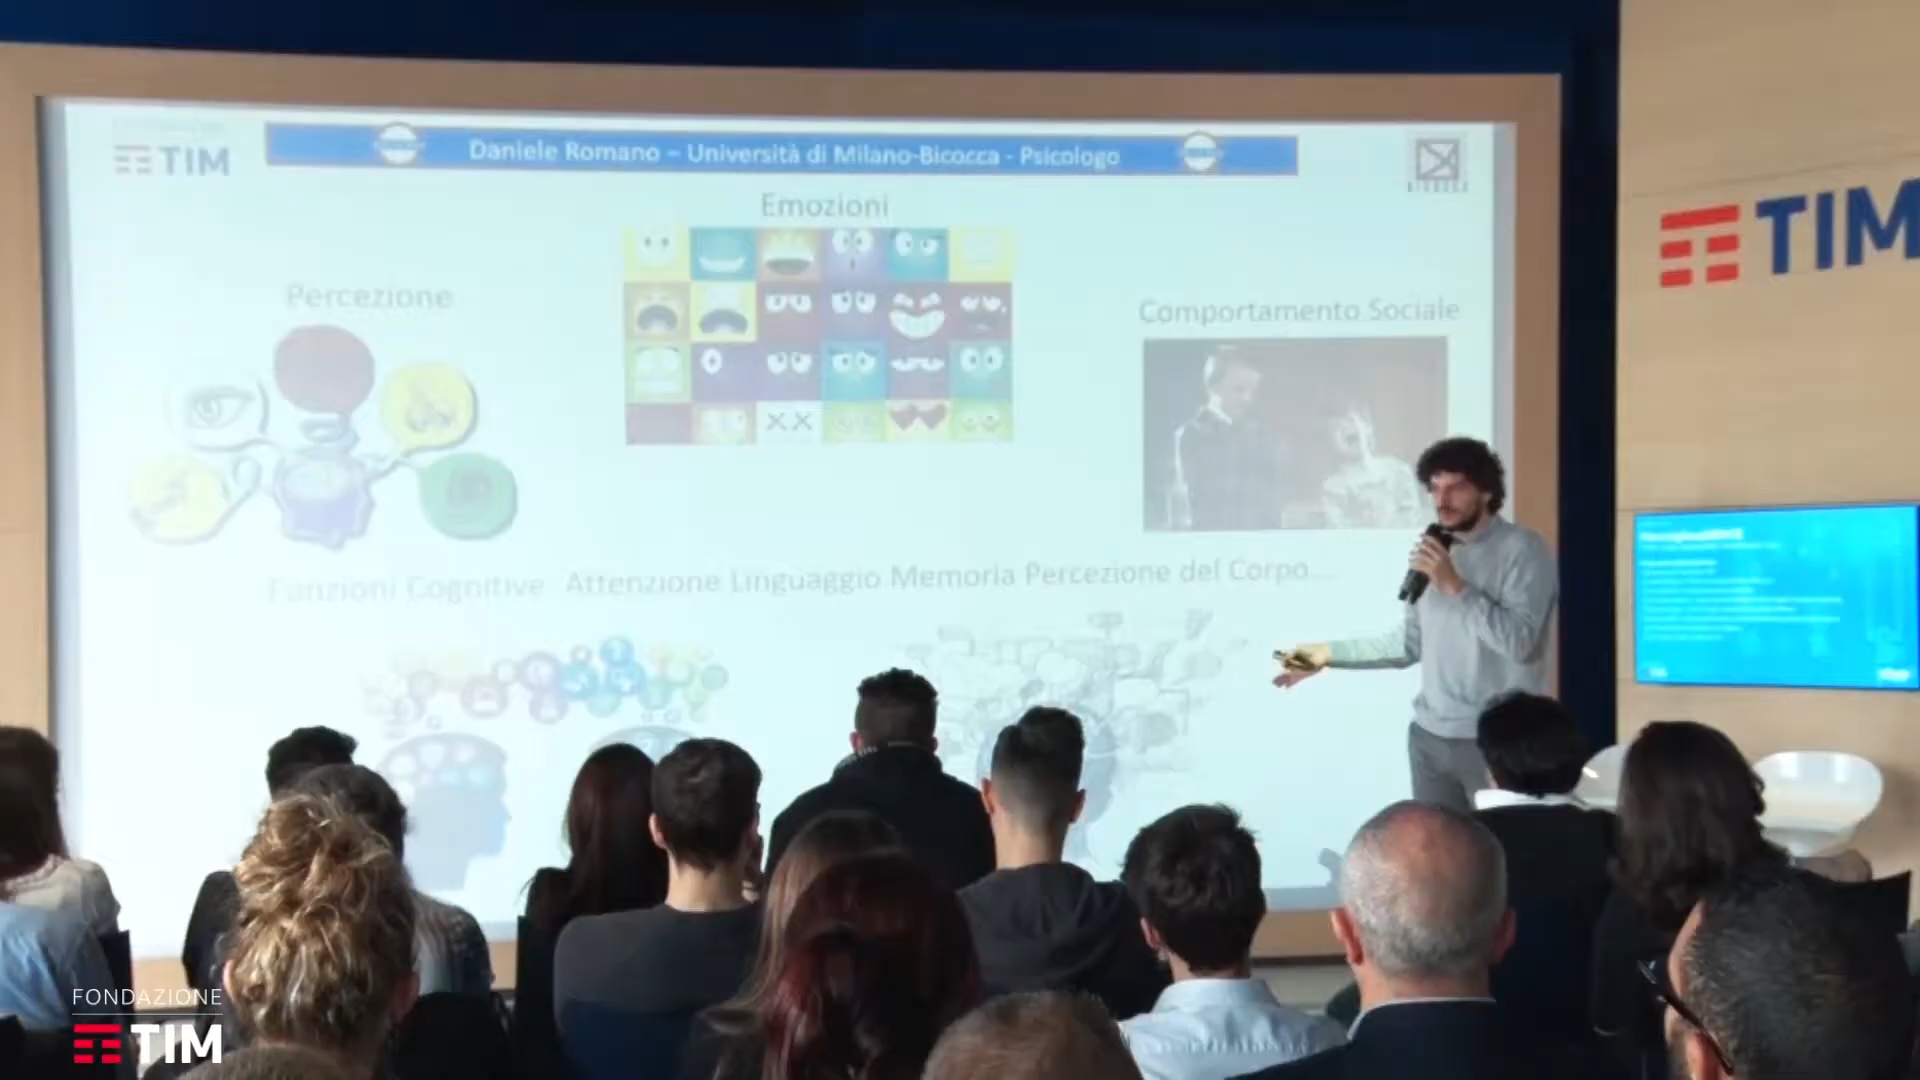 TIM
Daniele Romano – Università di Milano-Bicocca - Psicologo
BICOCCA
Emozioni
Percezione
Comportamento Sociale
Funzioni Cognitive: Attenzione Linguaggio Memoria Percezione del Corpo...
TIM
FONDAZIONE
TIM